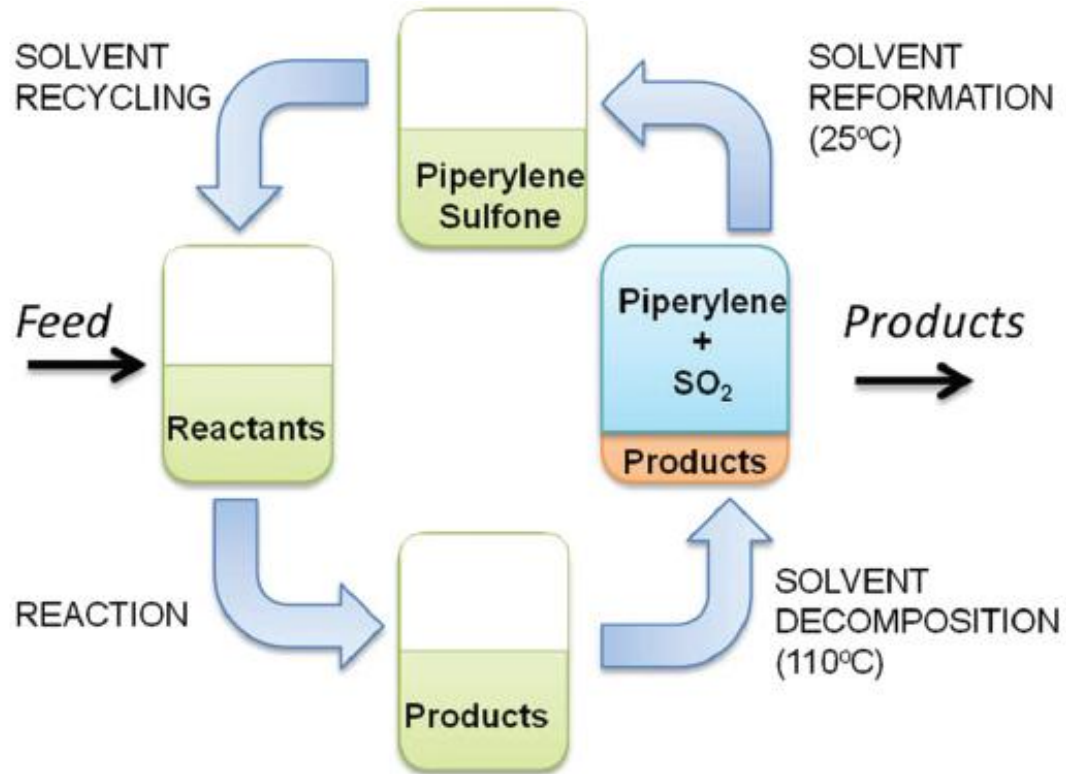 SOLVENT
RECYCLING
Piperylene
Sulfone
SOLVENT
REFORMATION
(25°C)
Feed
Reactants
Piperylene
+
SO₂
Products
Products
REACTION
Products
SOLVENT
DECOMPOSITION
(110°C)